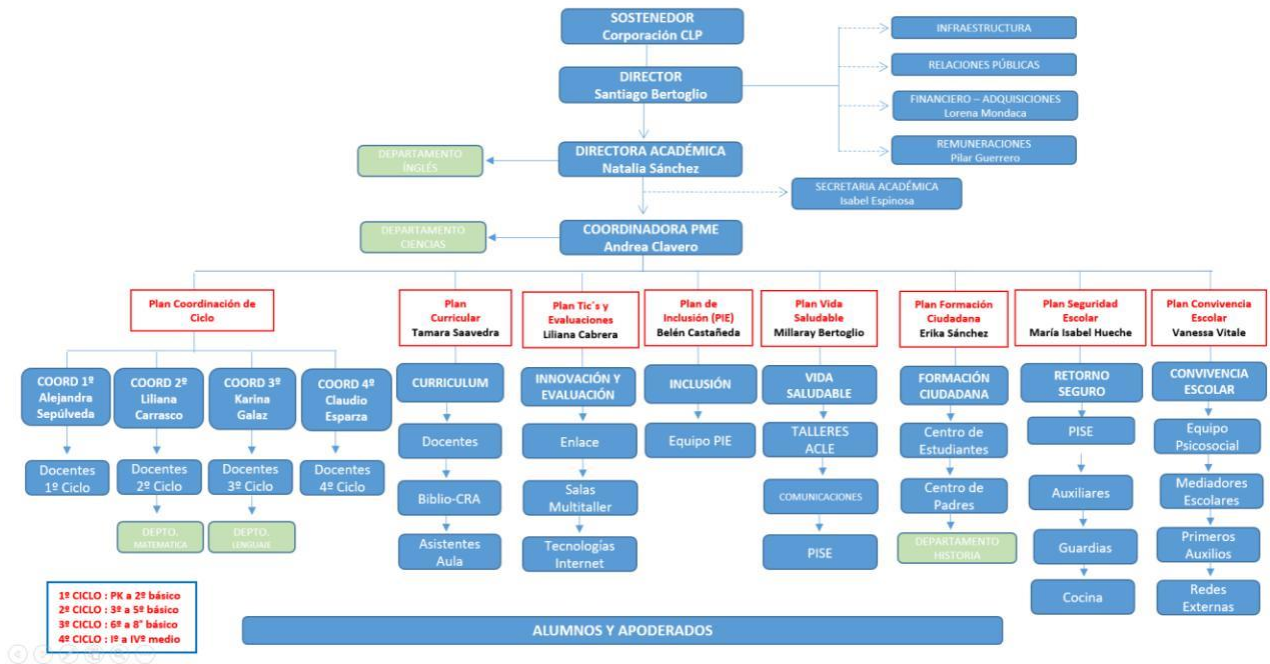 SOSTENEDOR
Corporación CLP
INFRAESTRUCTURA
RELACIONES PÚBLICAS
DIRECTOR
Santiago Bertoglio
FINANCIERO – ADQUISICIONES
Lorena Mondaca
REMUNERACIONES
Pilar Guerrero
DEPARTAMENTO
INGLÉS
DIRECTORA ACADÉMICA
Natalia Sánchez
SECRETARIA ACADÉMICA
Isabel Espinosa
DEPARTAMENTO
CIENCIAS
COORDINADORA PME
Andrea Clavero
Plan Coordinación de
Ciclo
Plan
Curricular
Tamara Saavedra
Plan Tic´s y
Evaluaciones
Liliana Cabrera
Plan de
Inclusión (PIE)
Belén Castañeda
Plan Vida
Saludable
Millaray Bertoglio
Plan Formación
Ciudadana
Erika Sánchez
Plan Seguridad
Escolar
María Isabel Hueche
Plan Convivencia
Escolar
Vanessa Vitale
COORD 1º
Alejandra
Sepúlveda
COORD 2º
Liliana
Carrasco
COORD 3º
Karina
Galaz
COORD 4º
Claudio
Esparza
CURRICULUM
INNOVACIÓN Y
EVALUACIÓN
INCLUSIÓN
VIDA
SALUDABLE
FORMACIÓN
CIUDADANA
RETORNO
SEGURO
CONVIVENCIA
ESCOLAR
Docentes
1º Ciclo
Docentes
2º Ciclo
Docentes
3º Ciclo
Docentes
4º Ciclo
Docentes
Enlace
Equipo PIE
TALLERES
ACLE
Centro de
Estudiantes
PISE
Equipo
Psicosocial
Biblio-CRA
Salas
Multitaller
COMUNICACIONES
Centro de
Padres
Auxiliares
Mediadores
Escolares
DEPTO.
MATEMATICA
DEPTO.
LENGUAJE
Asistentes
Aula
Tecnologías
Internet
PISE
DEPARTAMENTO
HISTORIA
Guardias
Primeros
Auxilios
Cocina
Redes
Externas
1º CICLO : PK a 2º básico
2º CICLO : 3º a 5º básico
3º CICLO : 6º a 8° básico
4º CICLO : Iº a IVº medio
ALUMNOS Y APODERADOS